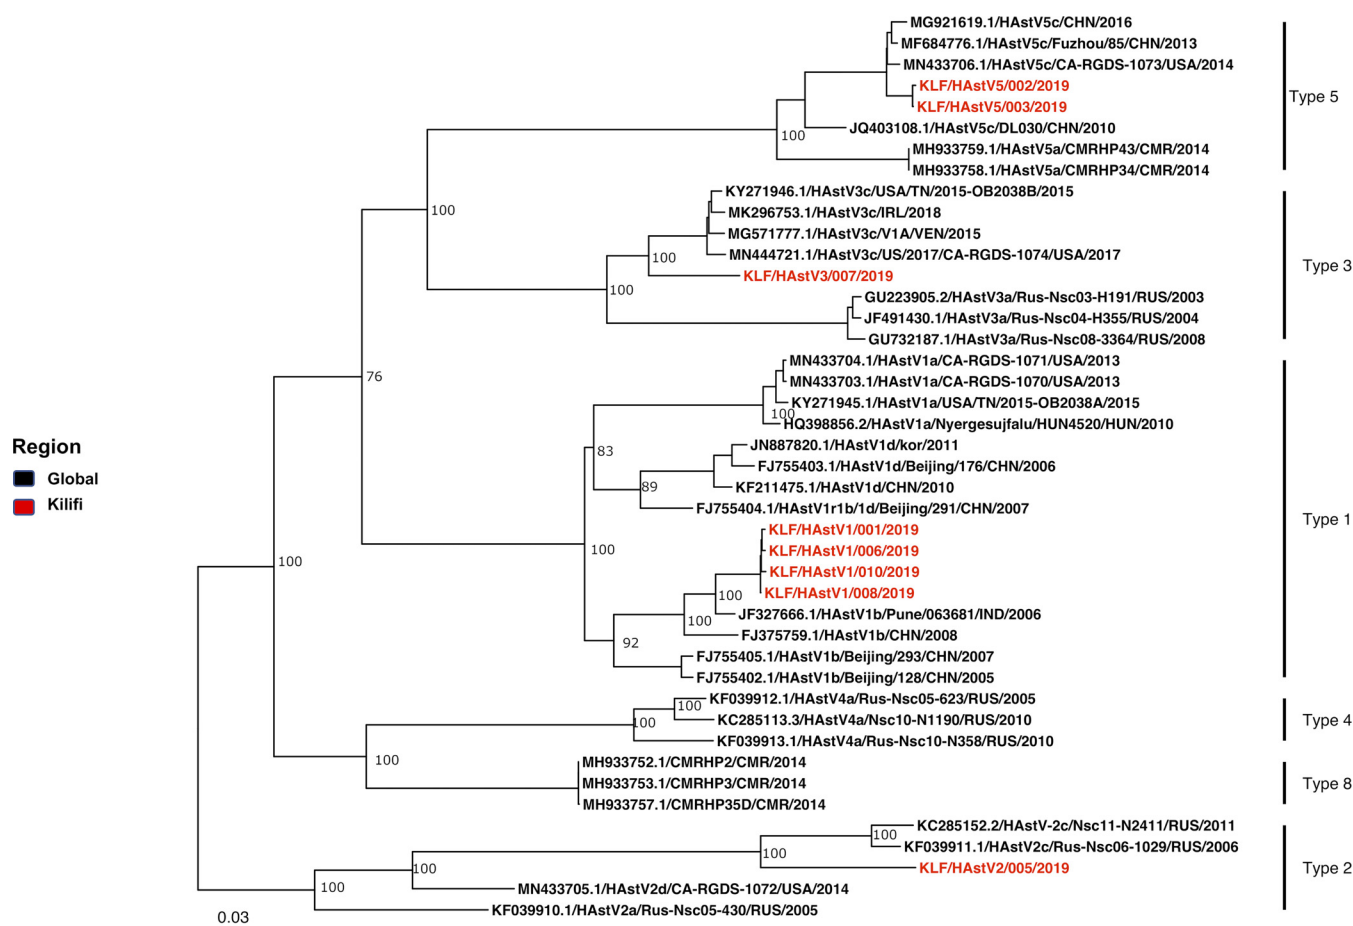 MG921619.1/HAstV5c/CHN/2016
MF684776.1/HAstV5c/Fuzhou/85/CHN/2013
MN433706.1/HAstV5c/CA-RGDS-1073/USA/2014
KLF/HAstV5/002/2019
KLF/HAstV5/003/2019
JQ403108.1/HAstV5c/DL030/CHN/2010
100
MH933759.1/HAstV5a/CMRHP43/CMR/2014
MH933758.1/HAstV5a/CMRHP34/CMR/2014
Type 5
100
KY271946.1/HAstV3c/USA/TN/2015-OB2038B/2015
MK296753.1/HAstV3c/IRL/2018
MG571777.1/HAstV3c/V1A/VEN/2015
MN444721.1/HAstV3c/US/2017/CA-RGDS-1074/USA/2017
100
KLF/HAstV3/007/2019
100
GU223905.2/HAstV3a/Rus-Nsc03-H191/RUS/2003
JF491430.1/HAstV3a/Rus-Nsc04-H355/RUS/2004
GU732187.1/HAstV3a/Rus-Nsc08-3364/RUS/2008
Type 3
76
MN433704.1/HAstV1a/CA-RGDS-1071/USA/2013
MN433703.1/HAstV1a/CA-RGDS-1070/USA/2013
KY271945.1/HAstV1a/USA/TN/2015-OB2038A/2015
100
HQ398856.2/HAstV1a/Nyergesujfalu/HUN4520/HUN/2010
83
JN887820.1/HAstV1d/kor/2011
FJ755403.1/HAstV1d/Beijing/176/CHN/2006
89
KF211475.1/HAstV1d/CHN/2010
FJ755404.1/HAstV1r1b/1d/Beijing/291/CHN/2007
100
KLF/HAstV1/001/2019
KLF/HAstV1/006/2019
KLF/HAstV1/010/2019
KLF/HAstV1/008/2019
100
JF327666.1/HAstV1b/Pune/063681/IND/2006
100
FJ375759.1/HAstV1b/CHN/2008
92
FJ755405.1/HAstV1b/Beijing/293/CHN/2007
FJ755402.1/HAstV1b/Beijing/128/CHN/2005
Type 1
Region
Global
Kilifi
100
KF039912.1/HAstV4a/Rus-Nsc05-623/RUS/2005
100
KC285113.3/HAstV4a/Nsc10-N1190/RUS/2010
100
KF039913.1/HAstV4a/Rus-Nsc10-N358/RUS/2010
Type 4
100
MH933752.1/CMRHP2/CMR/2014
MH933753.1/CMRHP3/CMR/2014
MH933757.1/CMRHP35D/CMR/2014
Type 8
KC285152.2/HAstV-2c/Nsc11-N2411/RUS/2011
100
KF039911.1/HAstV2c/Rus-Nsc06-1029/RUS/2006
100
KLF/HAstV2/005/2019
100
MN433705.1/HAstV2d/CA-RGDS-1072/USA/2014
100
KF039910.1/HAstV2a/Rus-Nsc05-430/RUS/2005
Type 2
0.03